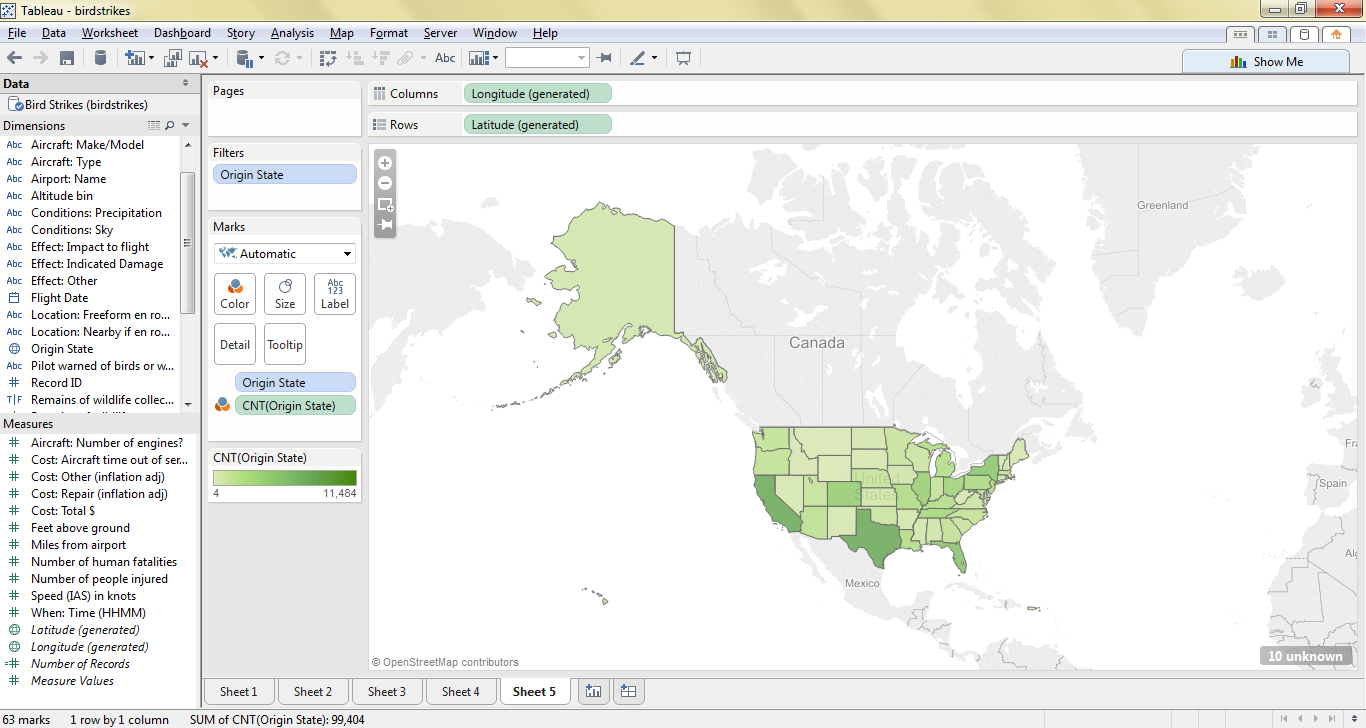 Tableau - birdstrikes
File Data Worksheet Dashboard Story Analysis Map Format Server Window Help
Abc
Show Me
Data
Bird Strikes (birdstrikes)
Dimensions
Abc Aircraft: Make/Model
Abc Aircraft: Type
Abc Airport: Name
Abc Altitude bin
Abc Conditions: Precipitation
Abc Conditions: Sky
Abc Effect: Impact to flight
Abc Effect: Indicated Damage
Abc Effect: Other
Flight Date
Abc Location: Freeform en ro...
Abc Location: Nearby if en ro...
Origin State
Abc Pilot warned of birds or w...
# Record ID
T|F Remains of wildlife collec...
Measures
# Aircraft: Number of engines?
# Cost: Aircraft time out of ser...
# Cost: Other (inflation adj)
# Cost: Repair (inflation adj)
# Cost: Total $
# Feet above ground
# Miles from airport
# Number of human fatalities
# Number of people injured
# Speed (IAS) in knots
# When: Time (HHMM)
Latitude (generated)
Longitude (generated)
=# Number of Records
# Measure Values
Pages
Filters
Origin State
Marks
Automatic
Color
Size
Abc
123
Label
Detail
Tooltip
Origin State
CNT(Origin State)
CNT(Origin State)
4 11,484
Columns
Longitude (generated)
Rows
Latitude (generated)
Greenland
Canada
United
States
Mexico
Fra
Spain
Alg
© OpenStreetMap contributors
10 unknown
Sheet 1
Sheet 2
Sheet 3
Sheet 4
Sheet 5
63 marks 1 row by 1 column SUM of CNT(Origin State): 99,404